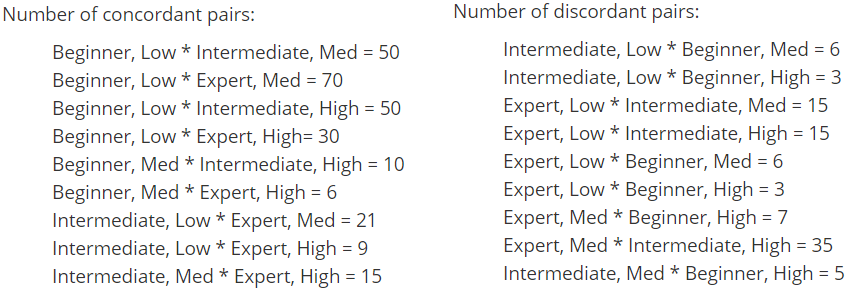 Number of concordant pairs:
Beginner, Low * Intermediate, Med = 50
Beginner, Low * Expert, Med = 70
Beginner, Low * Intermediate, High = 50
Beginner, Low * Expert, High= 30
Beginner, Med * Intermediate, High = 10
Beginner, Med * Expert, High = 6
Intermediate, Low * Expert, Med = 21
Intermediate, Low * Expert, High = 9
Intermediate, Med * Expert, High = 15
Number of discordant pairs:
Intermediate, Low * Beginner, Med = 6
Intermediate, Low * Beginner, High = 3
Expert, Low * Intermediate, Med = 15
Expert, Low * Intermediate, High = 15
Expert, Low * Beginner, Med = 6
Expert, Low * Beginner, High = 3
Expert, Med * Beginner, High = 7
Expert, Med * Intermediate, High = 35
Intermediate, Med * Beginner, High = 5